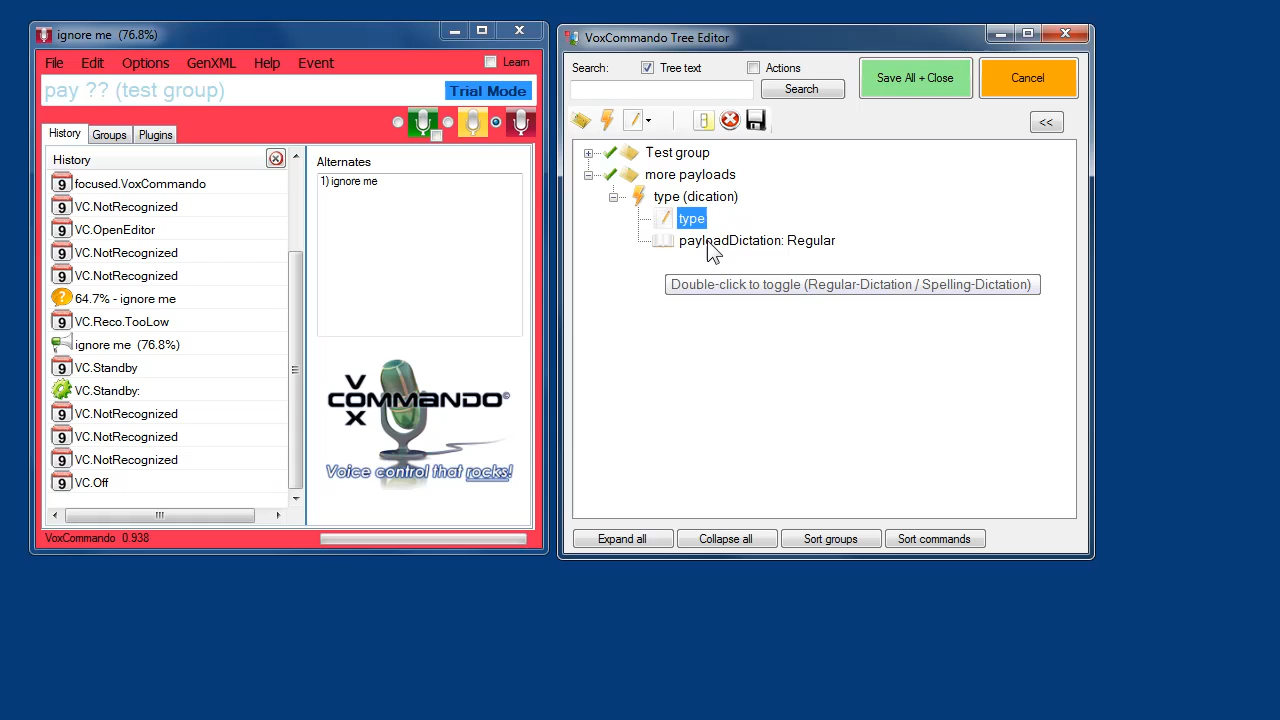 ignore me (76.8%)
File Edit Options GenXML Help Event Learn
pay ?? (test group) Trial Mode
History Groups Plugins
History
focused.VoxCommando
VC.NotRecognized
VC.OpenEditor
VC.NotRecognized
VC.NotRecognized
64.7% - ignore me
VC.Reco.TooLow
ignore me (76.8%)
VC.Standby
VC.Standby:
VC.NotRecognized
VC.NotRecognized
VC.NotRecognized
VC.Off
Alternates
1) ignore me
VOX
COMMANDO©
Voice control that rocks!
VoxCommando 0.938
VoxCommando Tree Editor
Search: Tree text Actions
Search
Save All + Close
Cancel
<<
Test group
more payloads
type (dication)
type
payloadDictation: Regular
Double-click to toggle (Regular-Dictation / Spelling-Dictation)
Expand all Collapse all Sort groups Sort commands